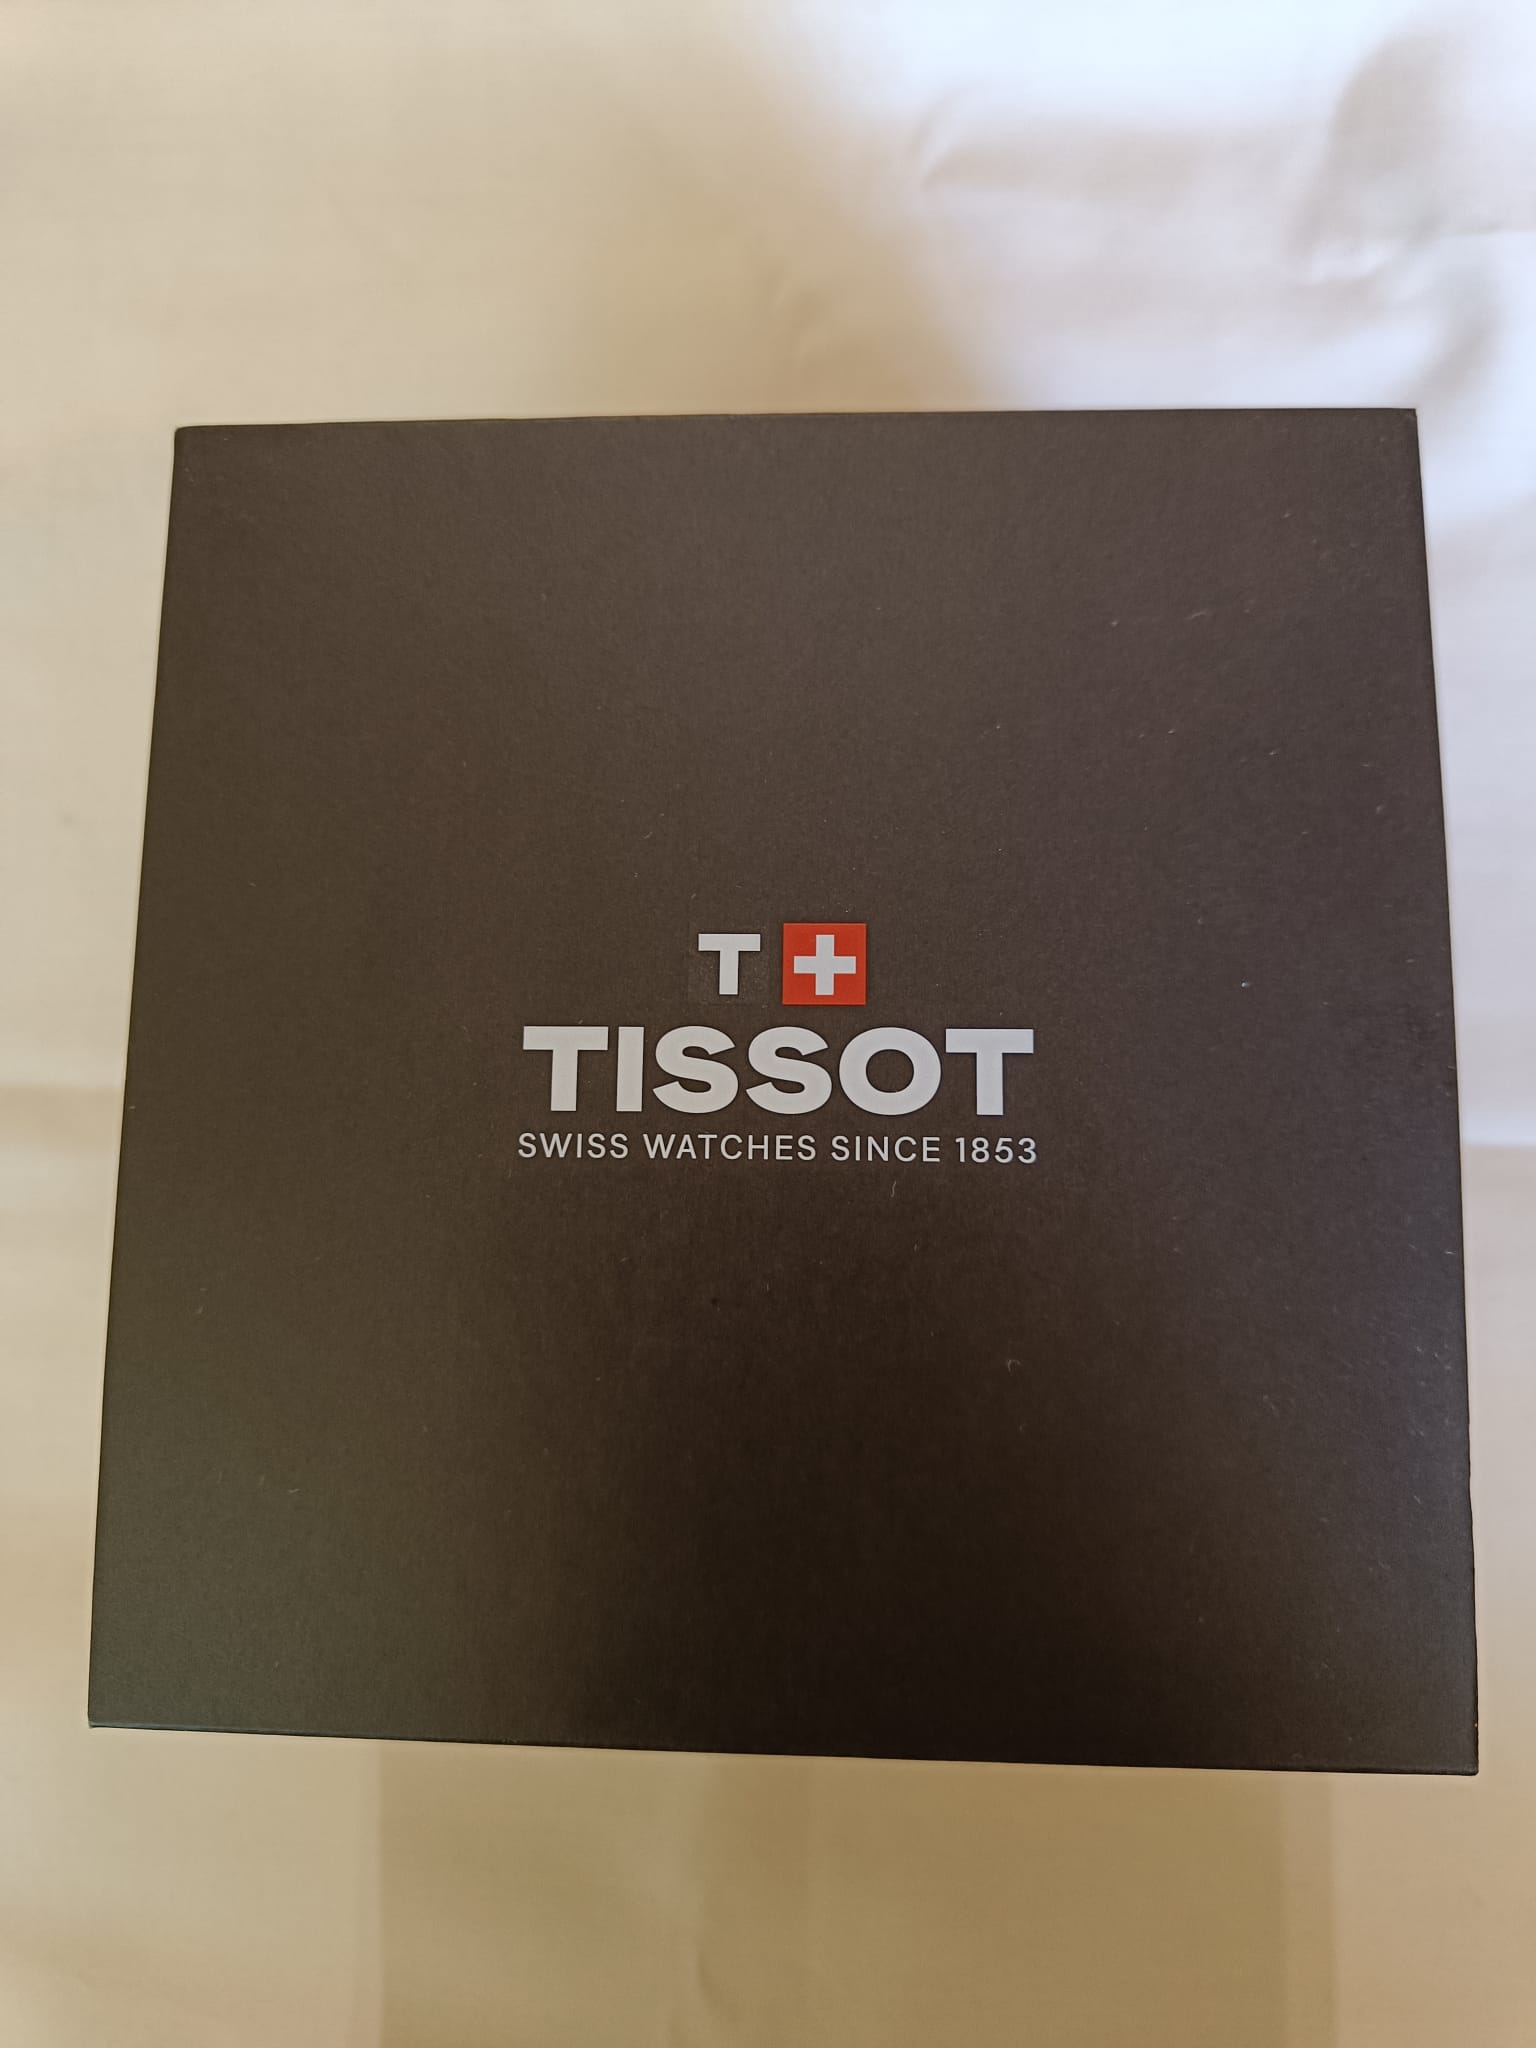 T+
TISSOT
SWISS WATCHES SINCE 1853